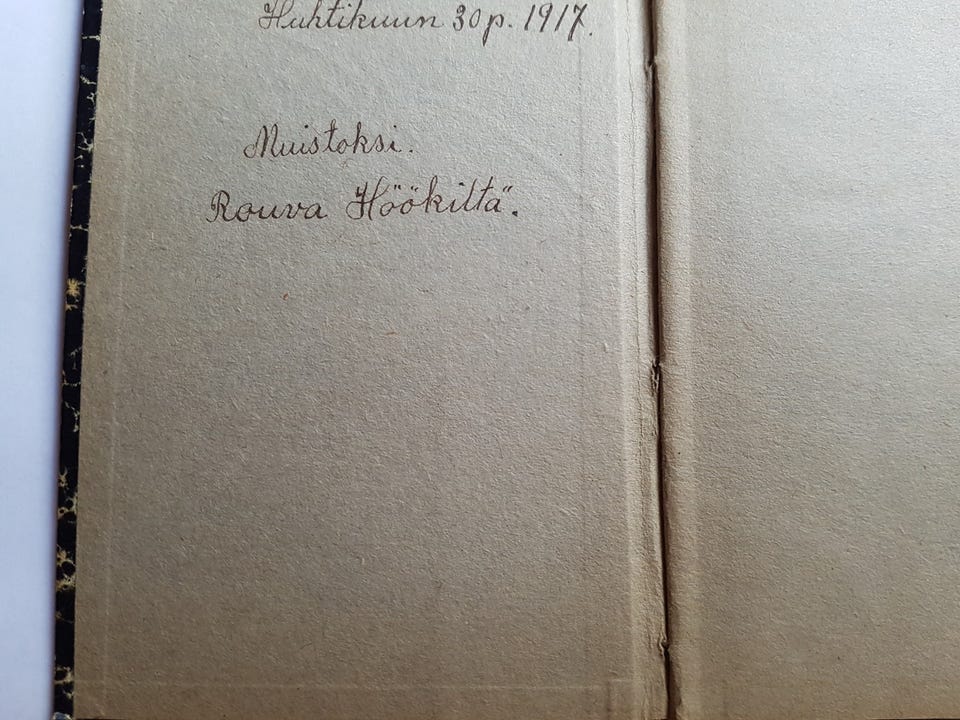 Huhtikuun 30 p. 1917.
Muistoksi.
Rouva Höökiltä.